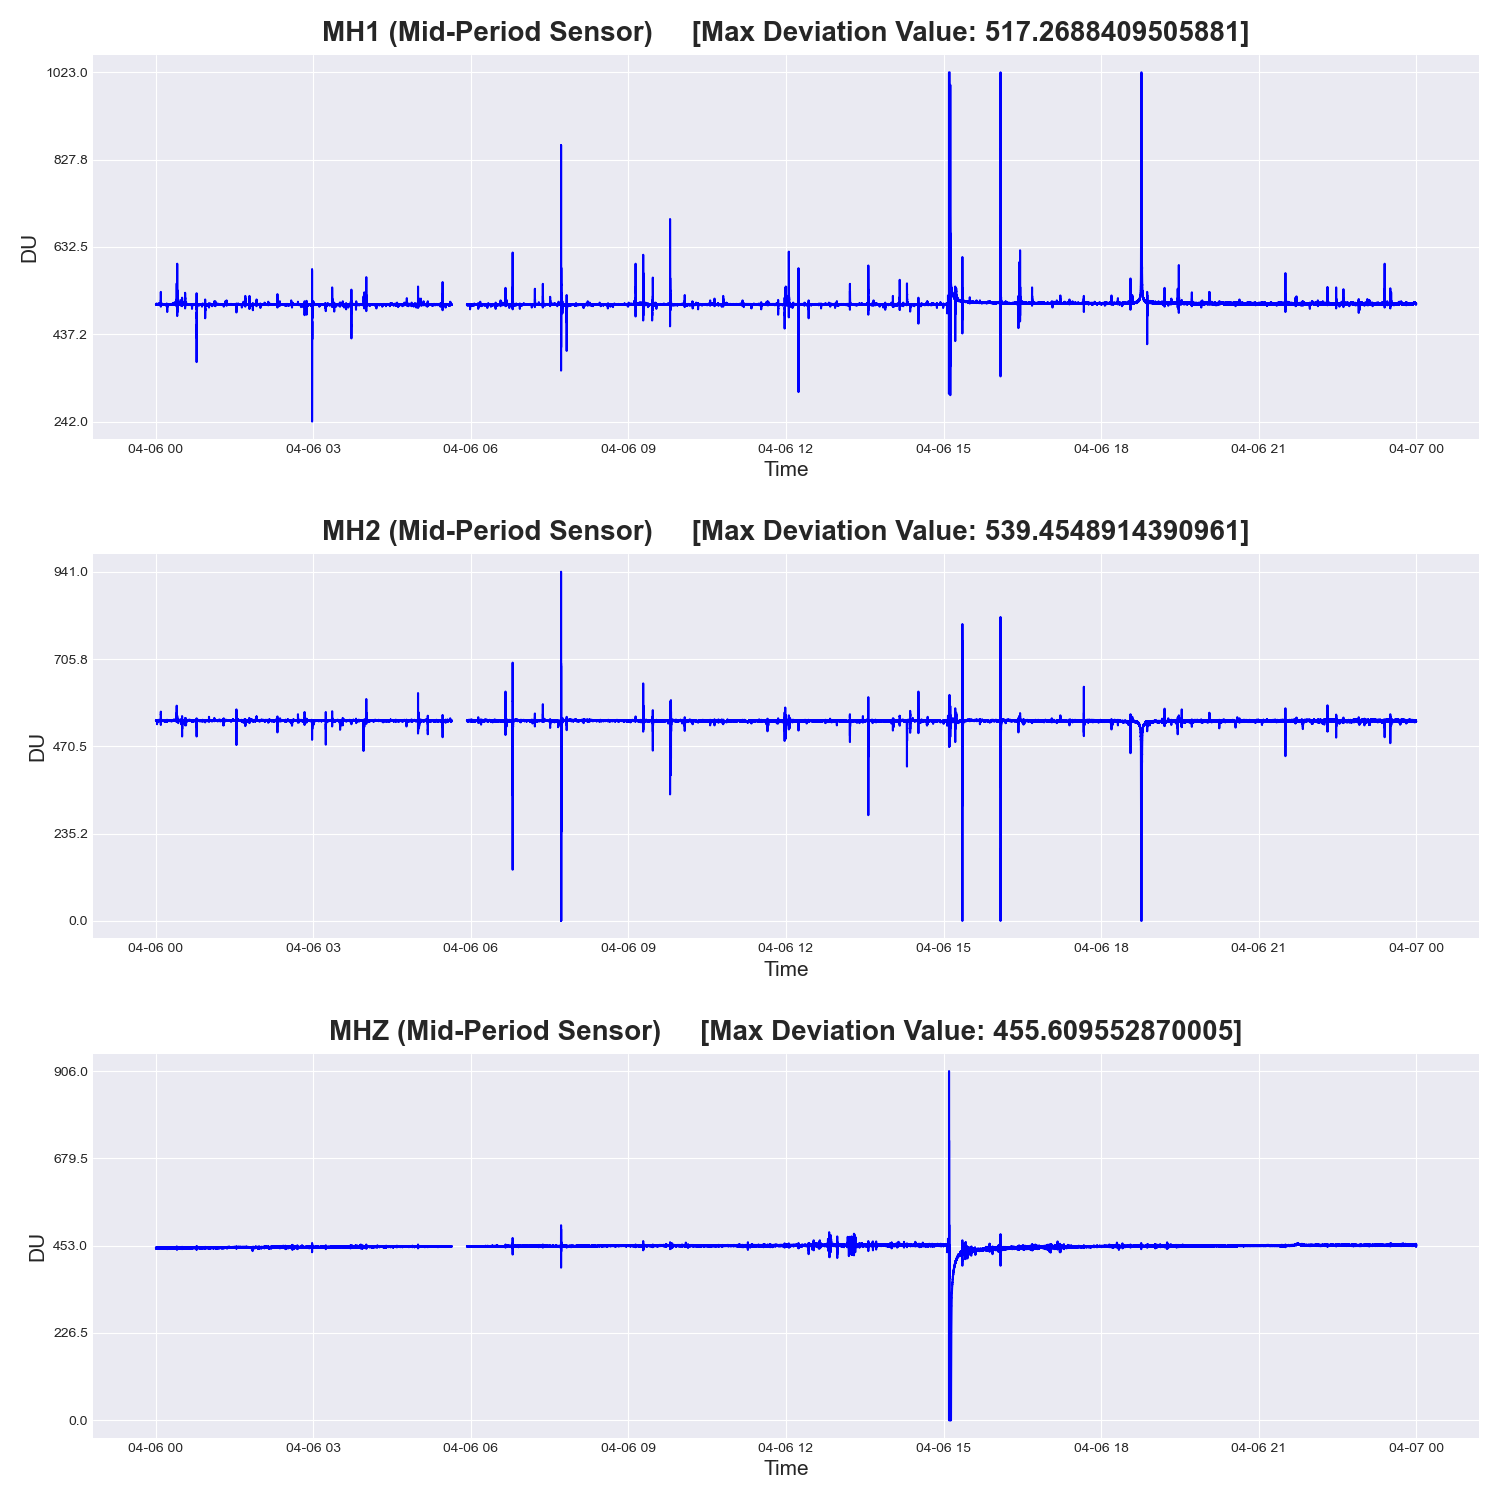 MH1 (Mid-Period Sensor) [Max Deviation Value: 517.2688409505881]
1023.0
827.8
632.5
437.2
242.0
DU
04-06 00 04-06 03 04-06 06 04-06 09 04-06 12 04-06 15 04-06 18 04-06 21 04-07 00
Time
MH2 (Mid-Period Sensor) [Max Deviation Value: 539.4548914390961]
941.0
705.8
470.5
235.2
0.0
DU
04-06 00 04-06 03 04-06 06 04-06 09 04-06 12 04-06 15 04-06 18 04-06 21 04-07 00
Time
MHZ (Mid-Period Sensor) [Max Deviation Value: 455.609552870005]
906.0
679.5
453.0
226.5
0.0
DU
04-06 00 04-06 03 04-06 06 04-06 09 04-06 12 04-06 15 04-06 18 04-06 21 04-07 00
Time